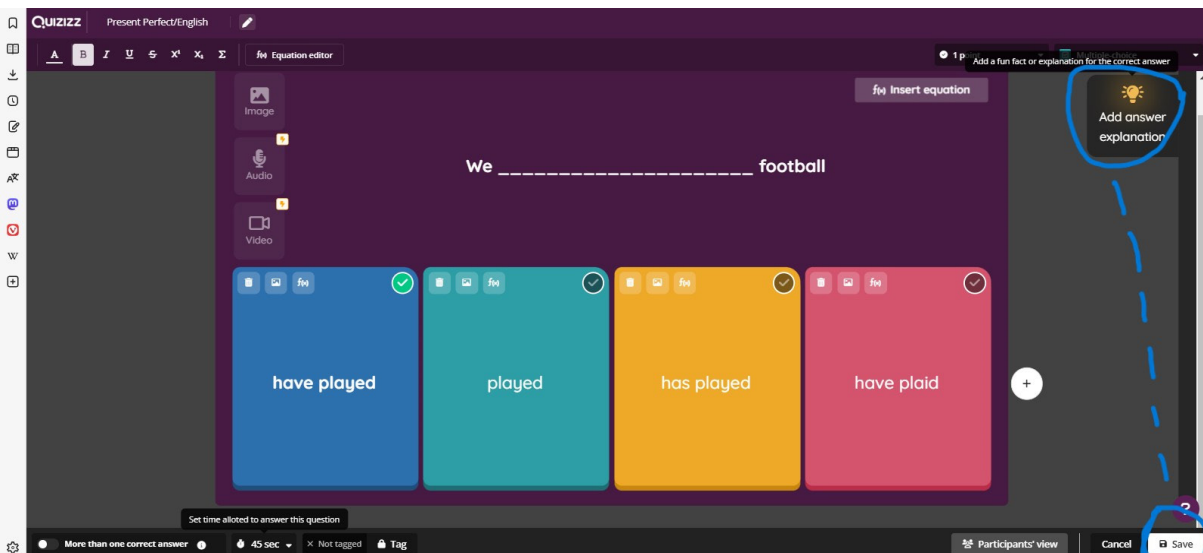 QUIZIZZ Present Perfect/English
A B I U S X¹ X₁ Σ f(x) Equation editor
1 point Multiple-choice
Add a fun fact or explanation for the correct answer
Image
f(x) Insert equation
Add answer
explanation
We _____________________ football
Audio
Video
f(x) f(x) f(x) f(x)
have played played has played have plaid
+
?
Set time alloted to answer this question
More than one correct answer 45 sec × Not tagged Tag Participants' view Cancel Save